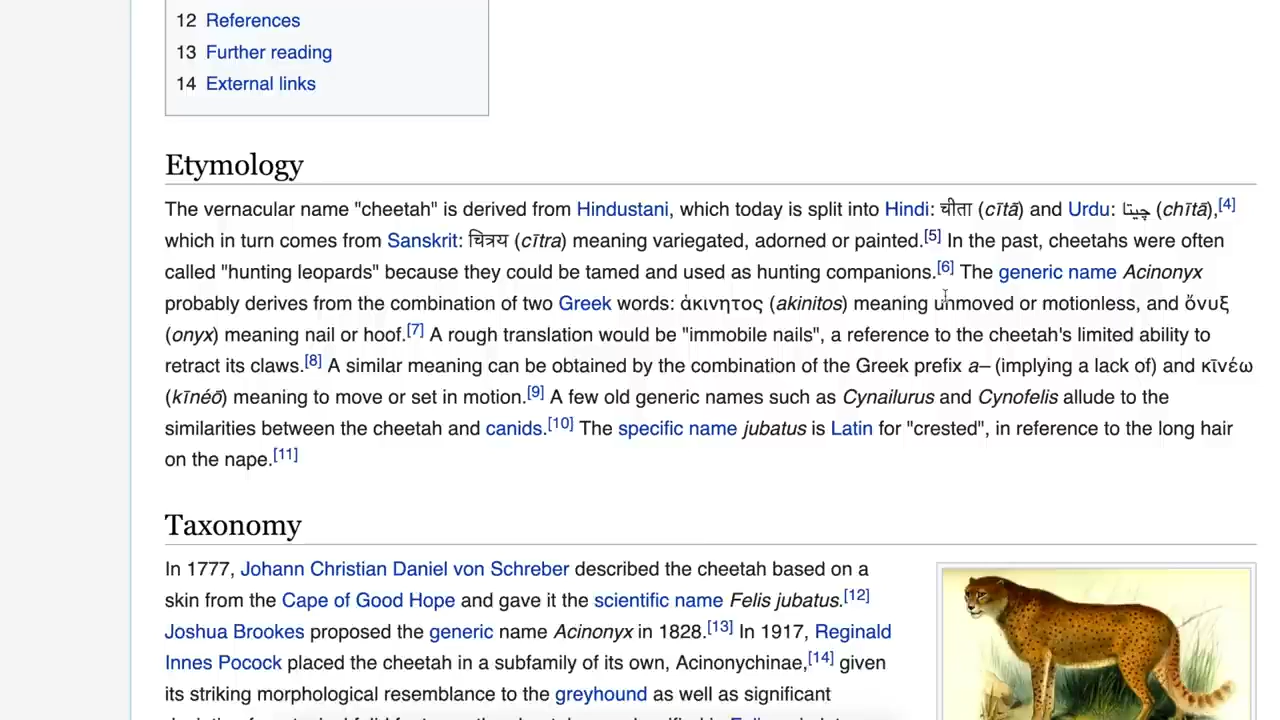 12 References
13 Further reading
14 External links
Etymology
The vernacular name "cheetah" is derived from Hindustani, which today is split into Hindi: चीता (cītā) and Urdu: چیتا (chītā),[4]
which in turn comes from Sanskrit: चित्रय (cītra) meaning variegated, adorned or painted.[5] In the past, cheetahs were often
called "hunting leopards" because they could be tamed and used as hunting companions.[6] The generic name Acinonyx
probably derives from the combination of two Greek words: ἀκινητος (akinitos) meaning unmoved or motionless, and ὄνυξ
(onyx) meaning nail or hoof.[7] A rough translation would be "immobile nails", a reference to the cheetah's limited ability to
retract its claws.[8] A similar meaning can be obtained by the combination of the Greek prefix a– (implying a lack of) and κῑνέω
(kīnéō) meaning to move or set in motion.[9] A few old generic names such as Cynailurus and Cynofelis allude to the
similarities between the cheetah and canids.[10] The specific name jubatus is Latin for "crested", in reference to the long hair
on the nape.[11]
Taxonomy
In 1777, Johann Christian Daniel von Schreber described the cheetah based on a
skin from the Cape of Good Hope and gave it the scientific name Felis jubatus.[12]
Joshua Brookes proposed the generic name Acinonyx in 1828.[13] In 1917, Reginald
Innes Pocock placed the cheetah in a subfamily of its own, Acinonychinae,[14] given
its striking morphological resemblance to the greyhound as well as significant